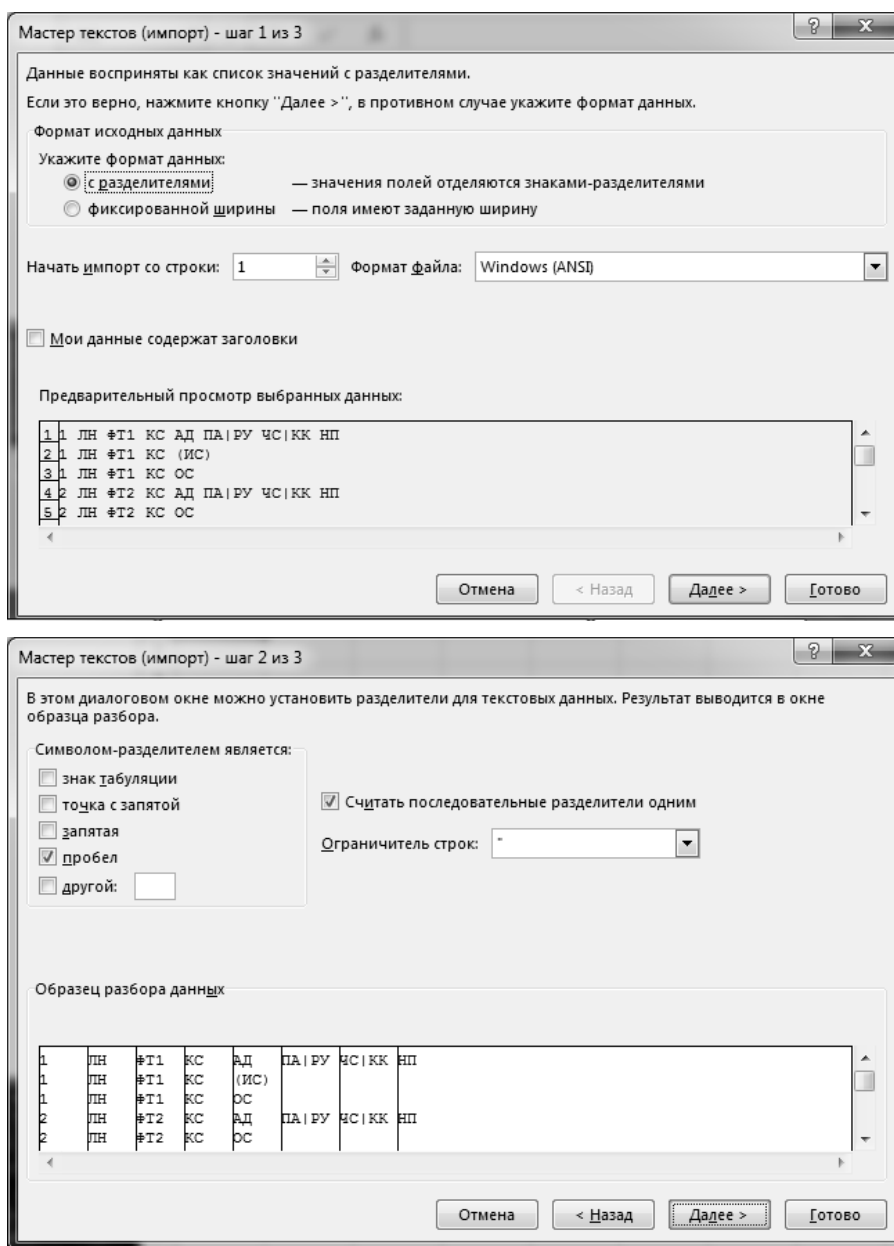 Мастер текстов (импорт) - шаг 1 из 3
Данные восприняты как список значений с разделителями.
Если это верно, нажмите кнопку "Далее >", в противном случае укажите формат данных.
Формат исходных данных
Укажите формат данных:
с разделителями — значения полей отделяются знаками-разделителями
фиксированной ширины — поля имеют заданную ширину
Начать импорт со строки: 1 Формат файла: Windows (ANSI)
Мои данные содержат заголовки
Предварительный просмотр выбранных данных:
1 1 ЛН ФТ1 КС АД ПА|РУ ЧС|КК НП
2 1 ЛН ФТ1 КС (ИС)
3 1 ЛН ФТ1 КС ОС
4 2 ЛН ФТ2 КС АД ПА|РУ ЧС|КК НП
5 2 ЛН ФТ2 КС ОС
Отмена < Назад Далее > Готово
Мастер текстов (импорт) - шаг 2 из 3
В этом диалоговом окне можно установить разделители для текстовых данных. Результат выводится в окне
образца разбора.
Символом-разделителем является:
знак табуляции
точка с запятой
запятая
пробел
другой:
Считать последовательные разделители одним
Ограничитель строк: "
Образец разбора данных
1 ЛН ФТ1 КС АД ПА|РУ ЧС|КК НП
1 ЛН ФТ1 КС (ИС)
1 ЛН ФТ1 КС ОС
2 ЛН ФТ2 КС АД ПА|РУ ЧС|КК НП
2 ЛН ФТ2 КС ОС
Отмена < Назад Далее > Готово